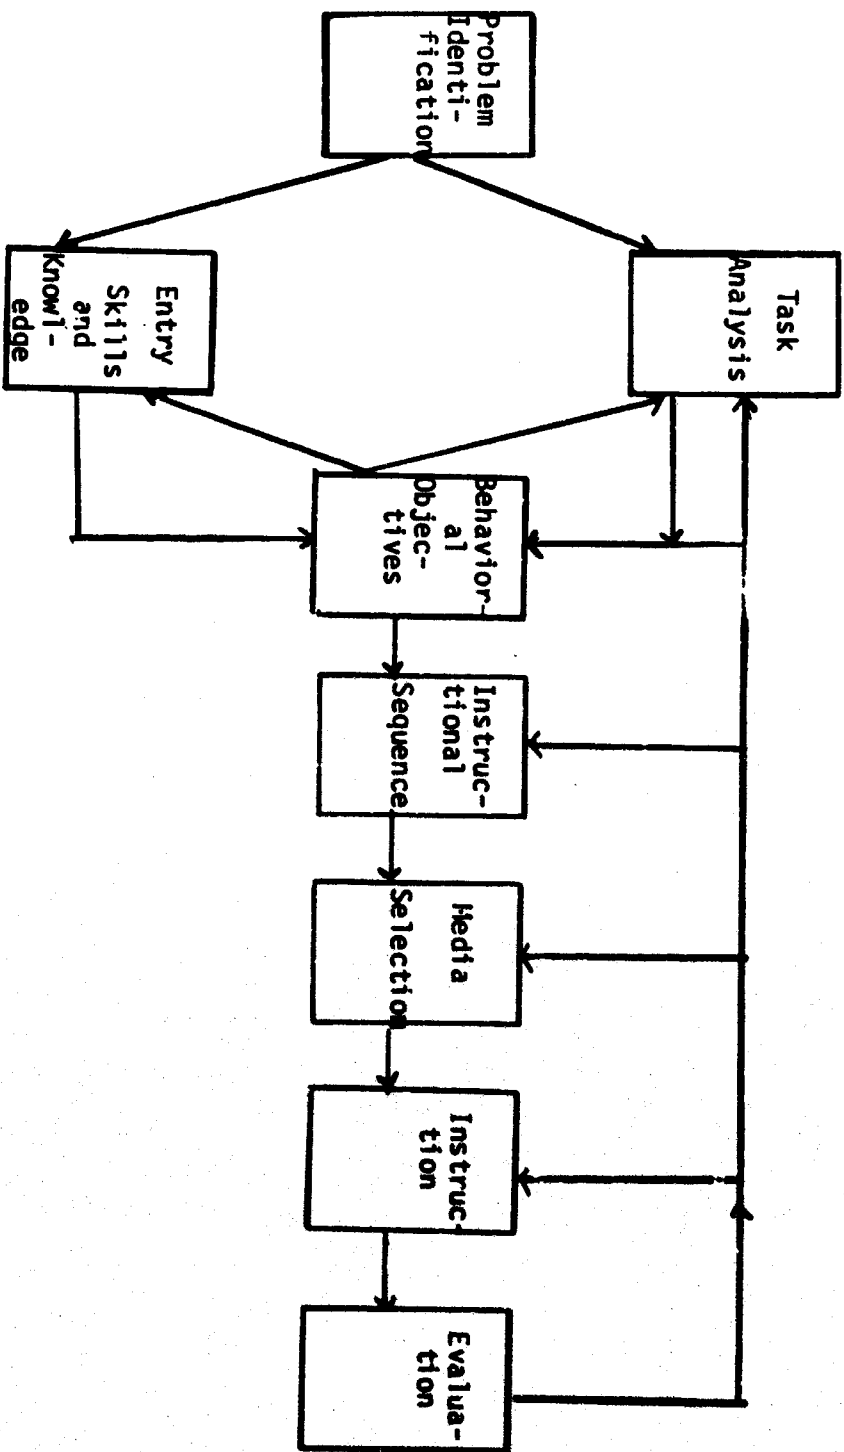 Problem
Identi-
fication
Task
Analysis
Entry
Skills
and
Knowl-
edge
Behavior-
al
Objec-
tives
Instruc-
tional
Sequence
Media
Selection
Instruc-
tion
Evalua-
tion